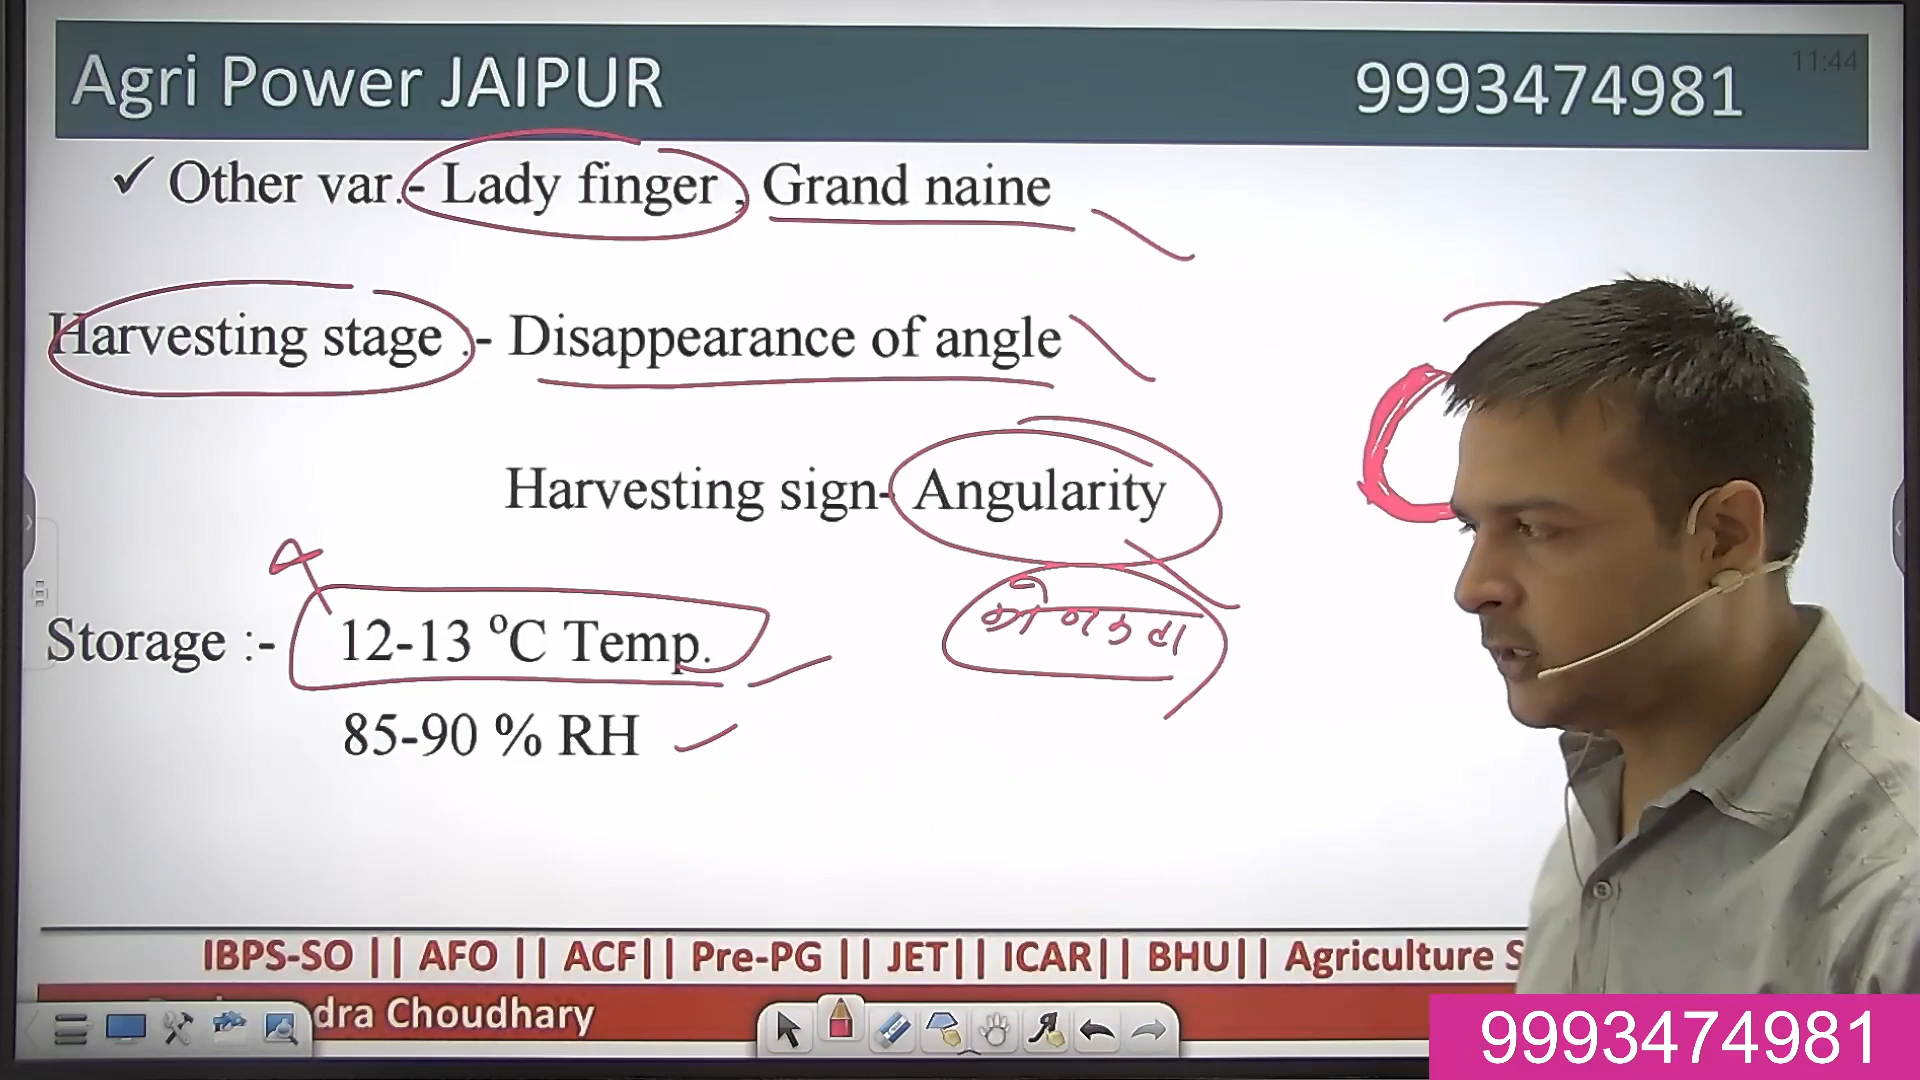 Agri Power JAIPUR 9993474981 11:44
✓ Other var.- Lady finger , Grand naine
Harvesting stage :- Disappearance of angle
Harvesting sign- Angularity
Storage :- 12-13 °C Temp.
85-90 % RH
IBPS-SO || AFO || ACF|| Pre-PG || JET|| ICAR|| BHU|| Agriculture S
dra Choudhary
9993474981